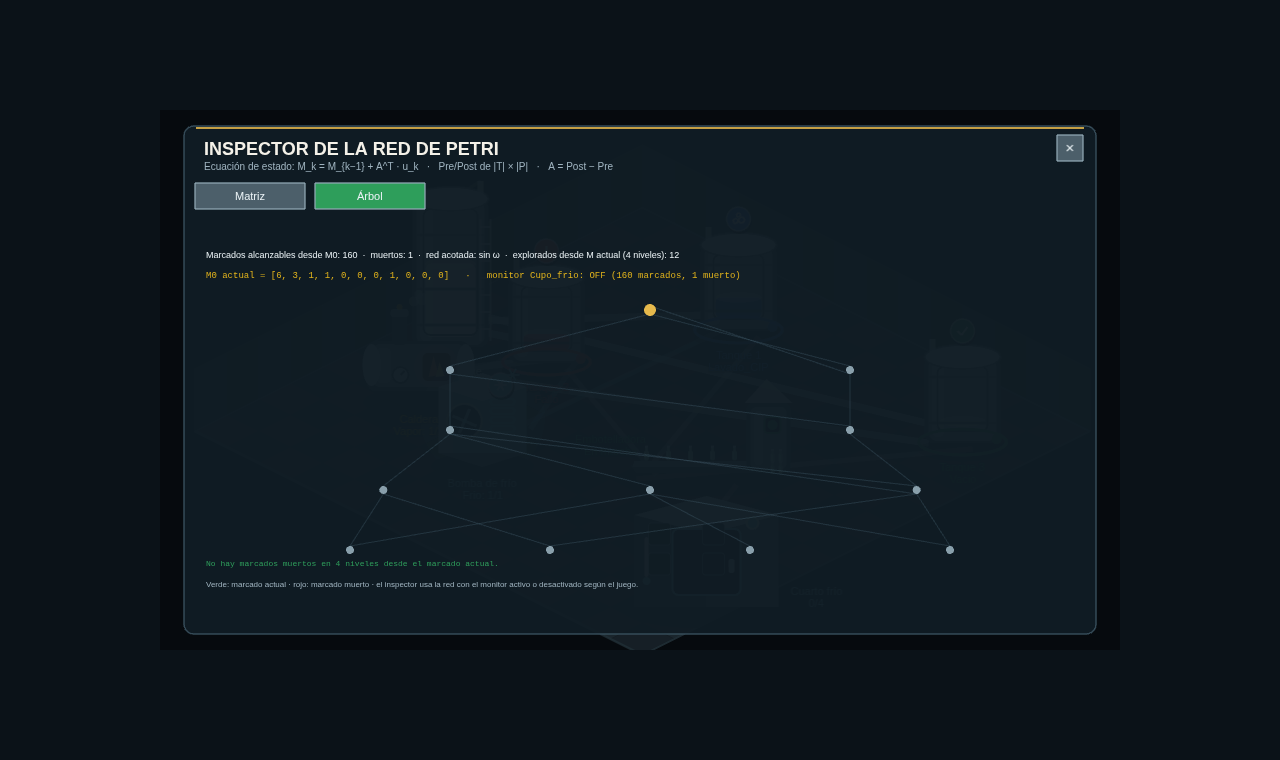 INSPECTOR DE LA RED DE PETRI
×
Ecuación de estado: M_k = M_{k−1} + A^T · u_k · Pre/Post de |T| × |P| · A = Post − Pre
Matriz
Árbol
Marcados alcanzables desde M0: 160 · muertos: 1 · red acotada: sin ω · explorados desde M actual (4 niveles): 12
M0 actual = [6, 3, 1, 1, 0, 0, 0, 1, 0, 0, 0] · monitor Cupo_frio: OFF (160 marcados, 1 muerto)
No hay marcados muertos en 4 niveles desde el marcado actual.
Verde: marcado actual · rojo: marcado muerto · el inspector usa la red con el monitor activo o desactivado según el juego.